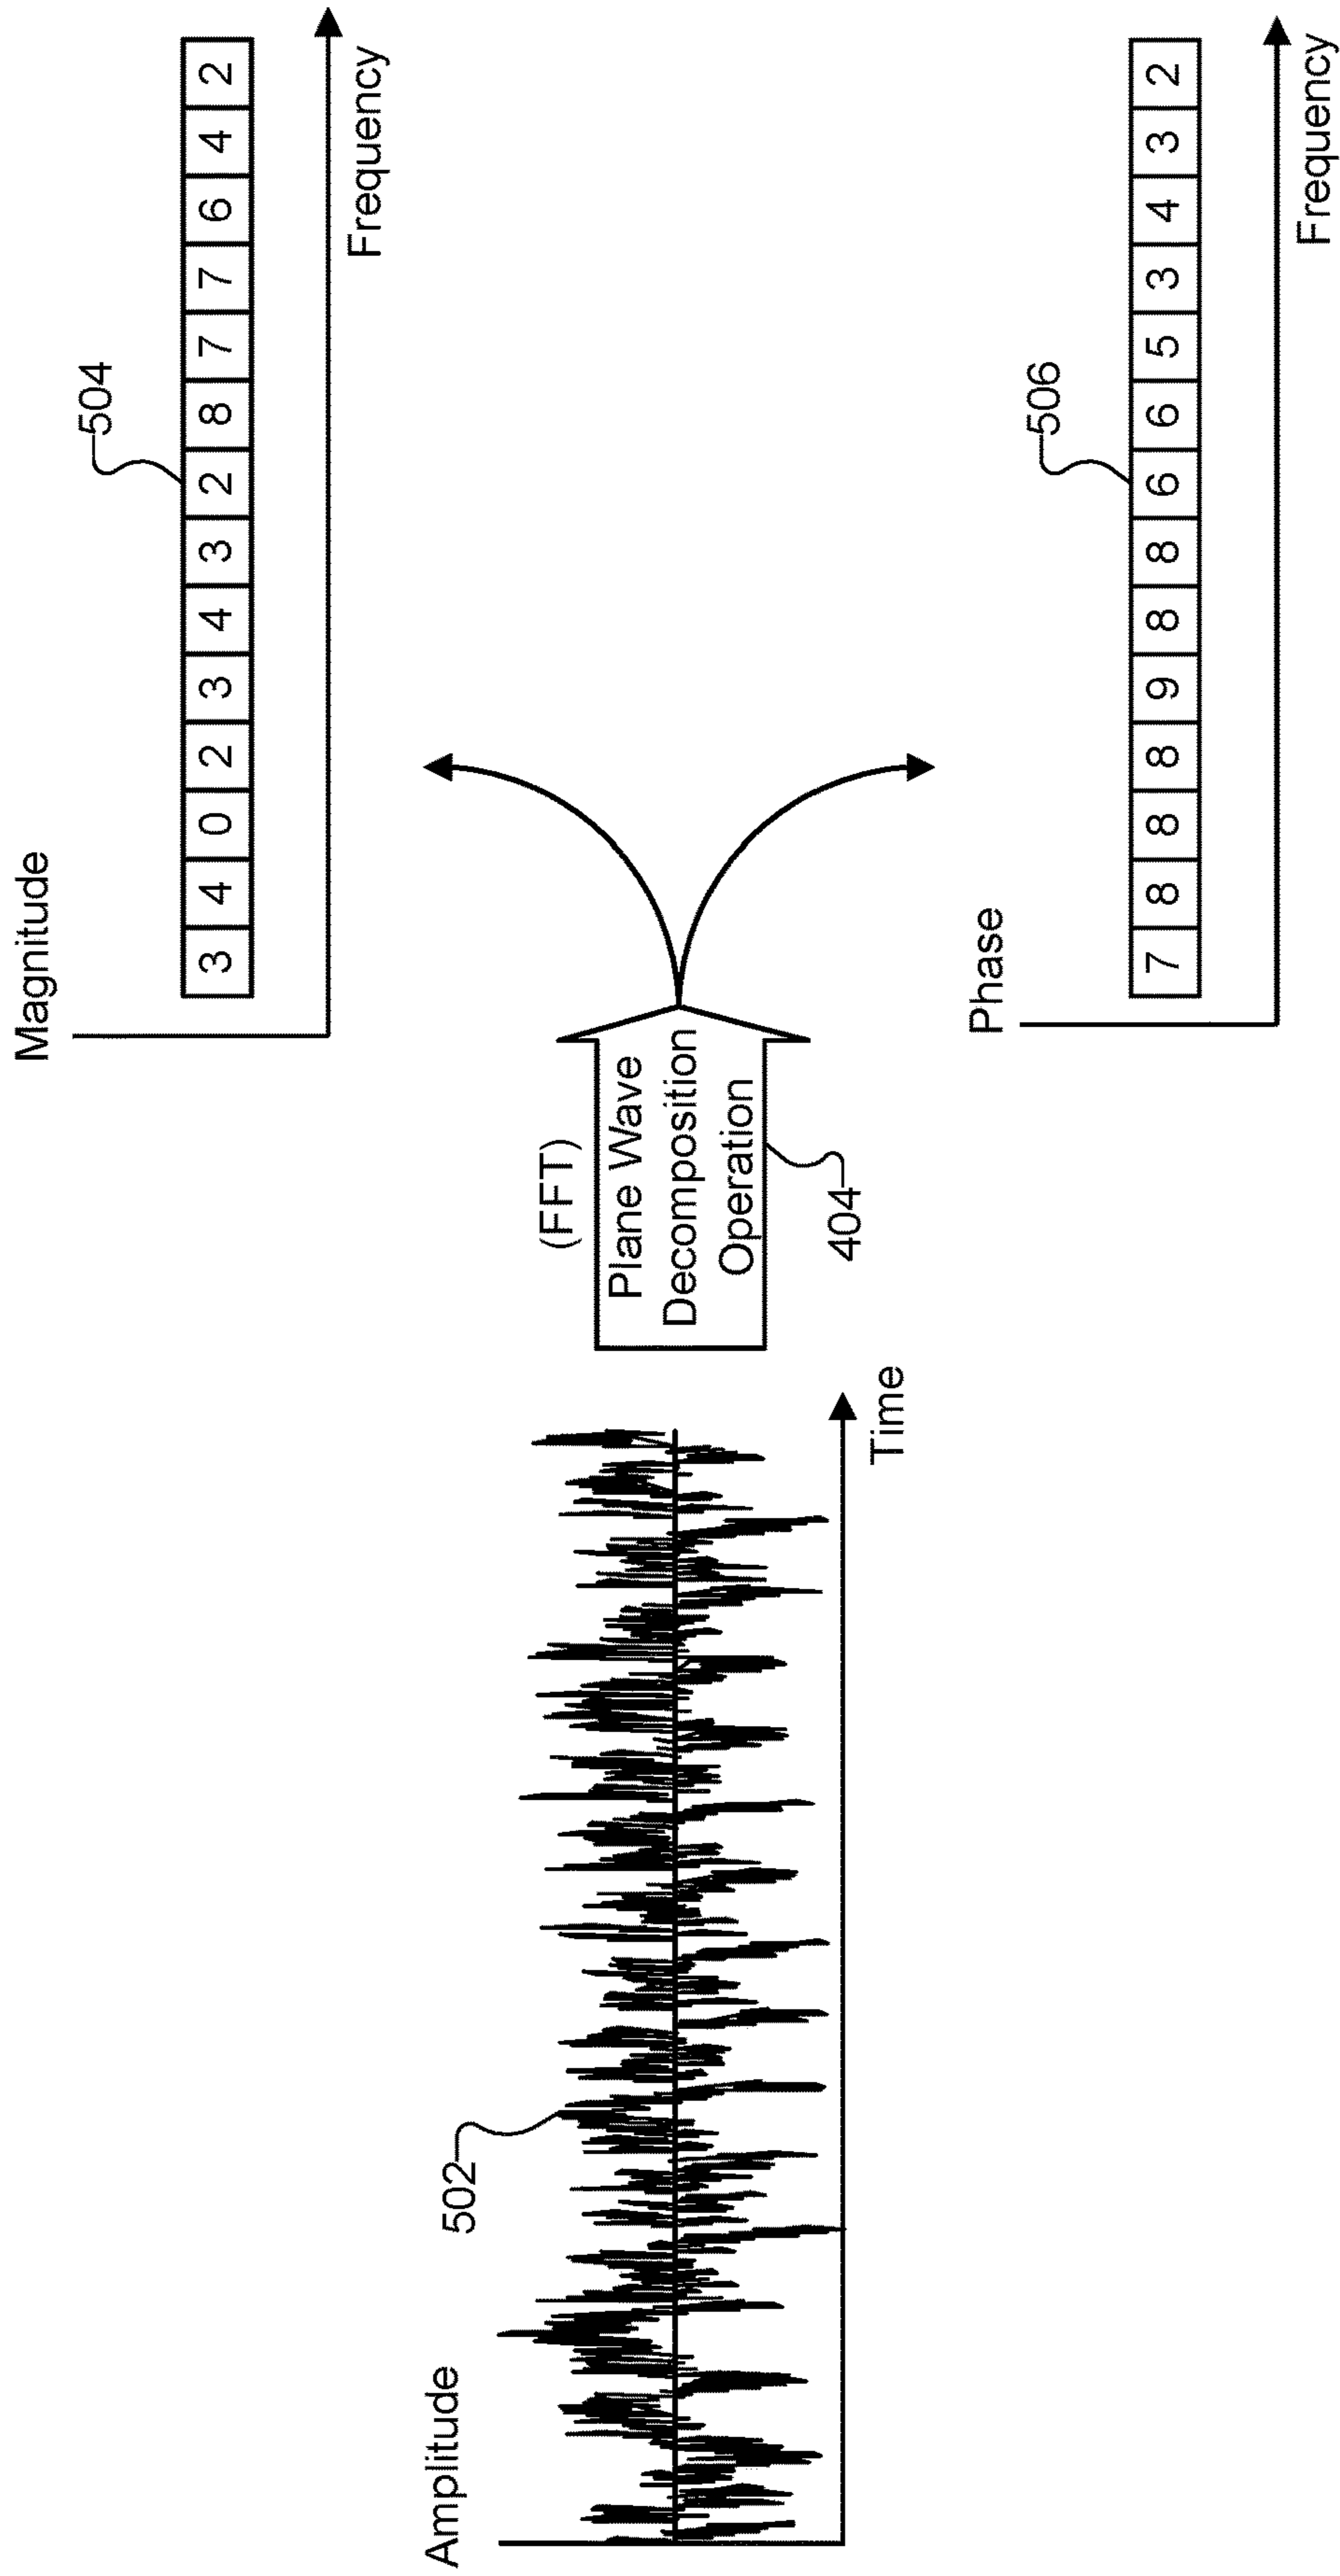 Magnitude
504
3 4 0 2 3 4 3 2 8 7 7 6 4 2
Frequency
Amplitude
502
Time
(FFT)
Plane Wave
Decomposition
Operation
404
Phase
506
7 8 8 8 9 8 8 6 6 5 3 4 3 2
Frequency